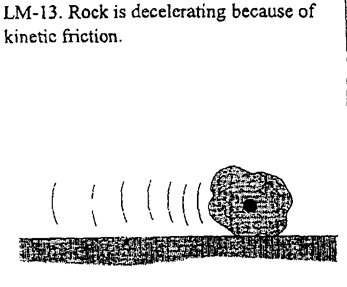 LM-13. Rock is decelerating because of
kinetic friction.